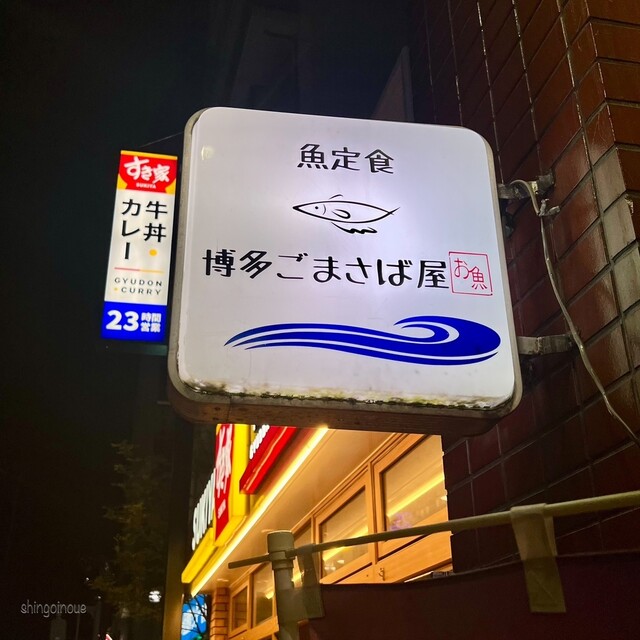 魚定食
博多ごまさば屋
お魚
すき家
SUKIYA
牛丼・
カレー
GYUDON
・CURRY
23時間
営業
shingoinoue